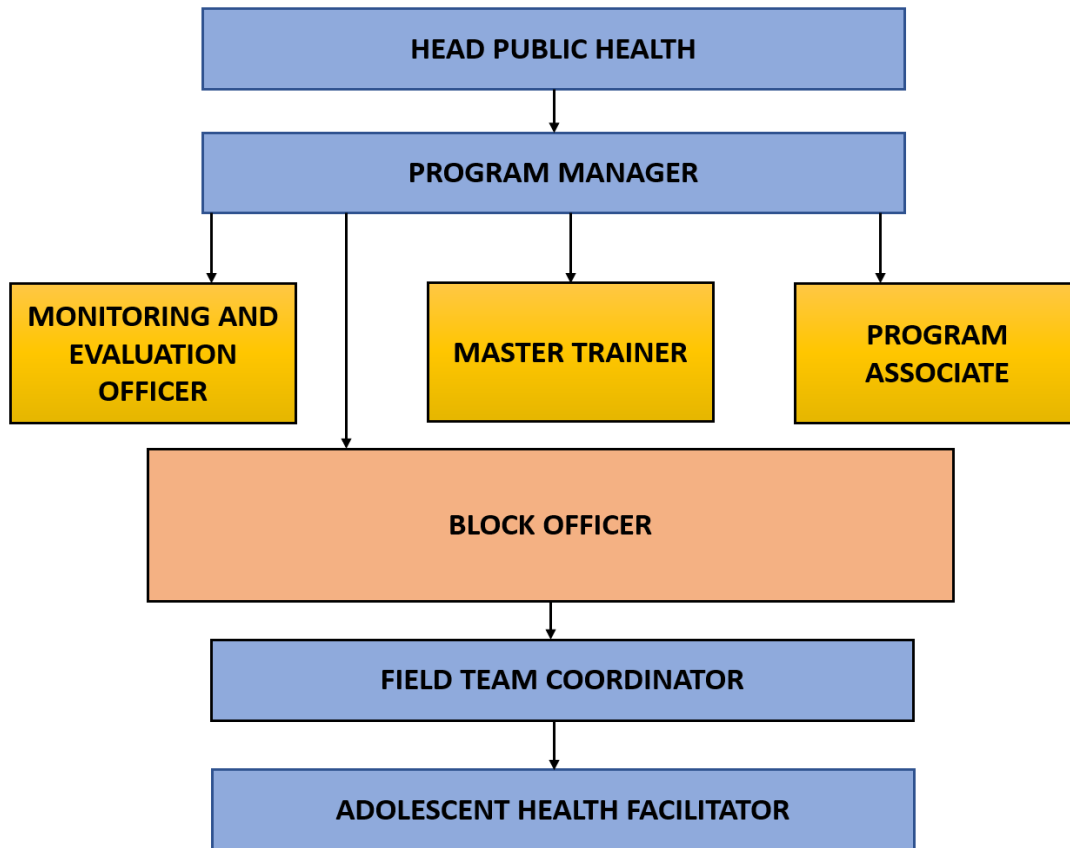 HEAD PUBLIC HEALTH
PROGRAM MANAGER
MONITORING AND
EVALUATION
OFFICER
MASTER TRAINER
PROGRAM
ASSOCIATE
BLOCK OFFICER
FIELD TEAM COORDINATOR
ADOLESCENT HEALTH FACILITATOR